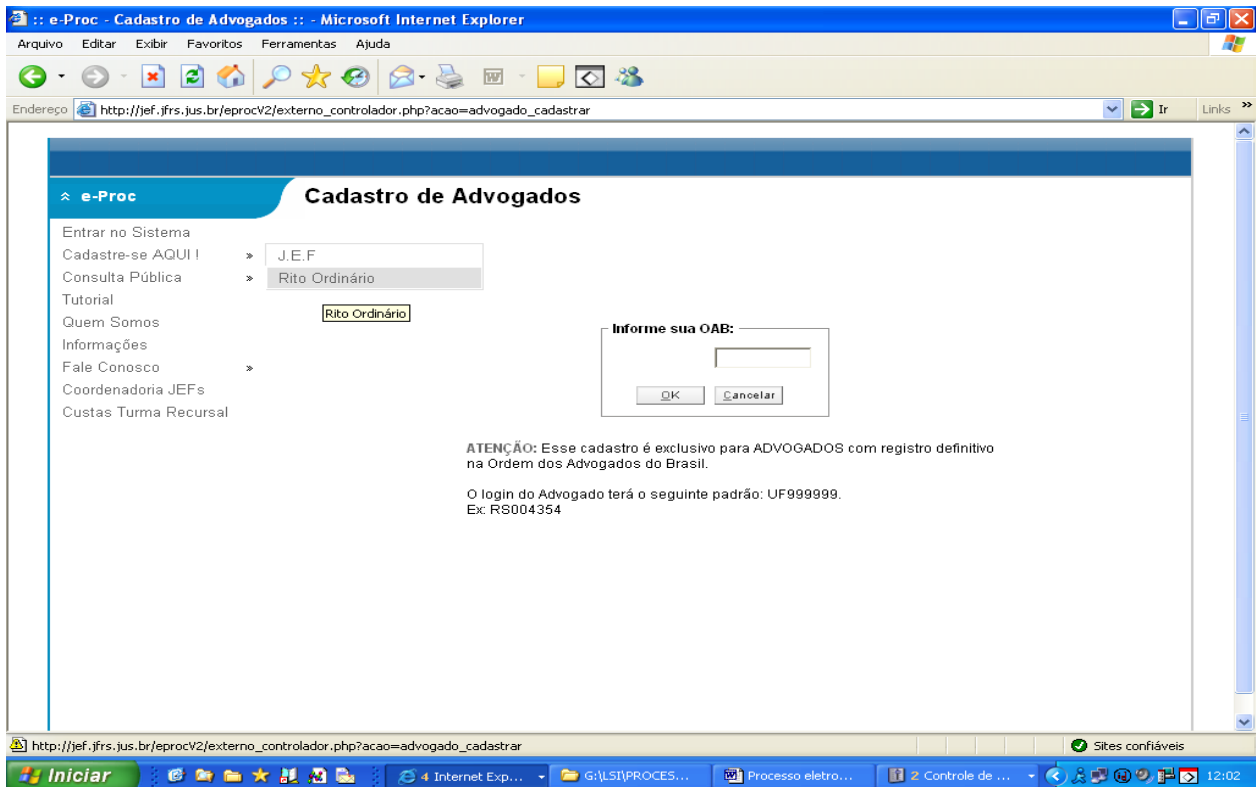 :: e-Proc - Cadastro de Advogados :: - Microsoft Internet Explorer
Arquivo Editar Exibir Favoritos Ferramentas Ajuda
Endereço http://jef.jfrs.jus.br/eprocV2/externo_controlador.php?acao=advogado_cadastrar Ir Links »
e-Proc
Cadastro de Advogados
Entrar no Sistema
Cadastre-se AQUI ! »
J.E.F
Consulta Pública »
Rito Ordinário
Tutorial
Rito Ordinário
Quem Somos
Informações
Fale Conosco »
Coordenadoria JEFs
Custas Turma Recursal
Informe sua OAB:
OK Cancelar
ATENÇÃO: Esse cadastro é exclusivo para ADVOGADOS com registro definitivo
na Ordem dos Advogados do Brasil.
O login do Advogado terá o seguinte padrão: UF999999.
Ex: RS004354
http://jef.jfrs.jus.br/eprocV2/externo_controlador.php?acao=advogado_cadastrar Sites confiáveis
Iniciar 4 Internet Exp... G:\LSI\PROCES... Processo eletro... 2 Controle de ... 12:02